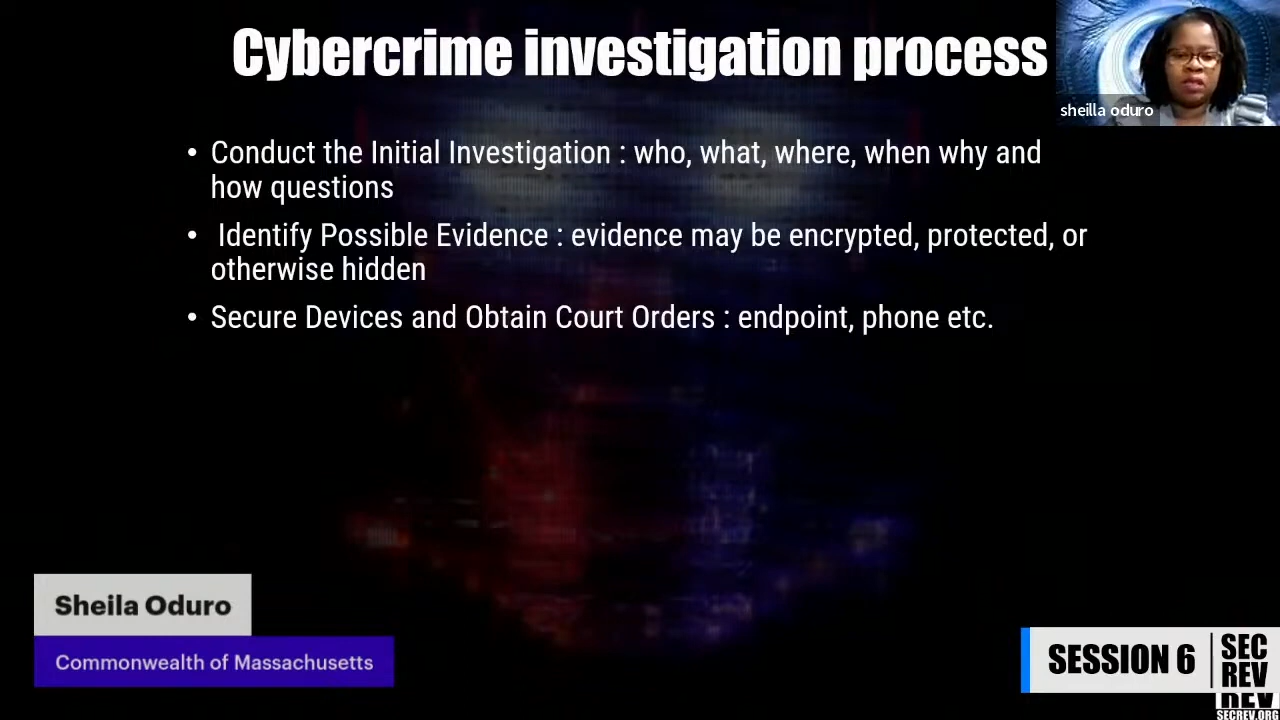 Cybercrime investigation process
sheilla oduro
• Conduct the Initial Investigation : who, what, where, when why and
how questions
• Identify Possible Evidence : evidence may be encrypted, protected, or
otherwise hidden
• Secure Devices and Obtain Court Orders : endpoint, phone etc.
Sheila Oduro
Commonwealth of Massachusetts
SESSION 6
SEC
REV
SECREV.ORG